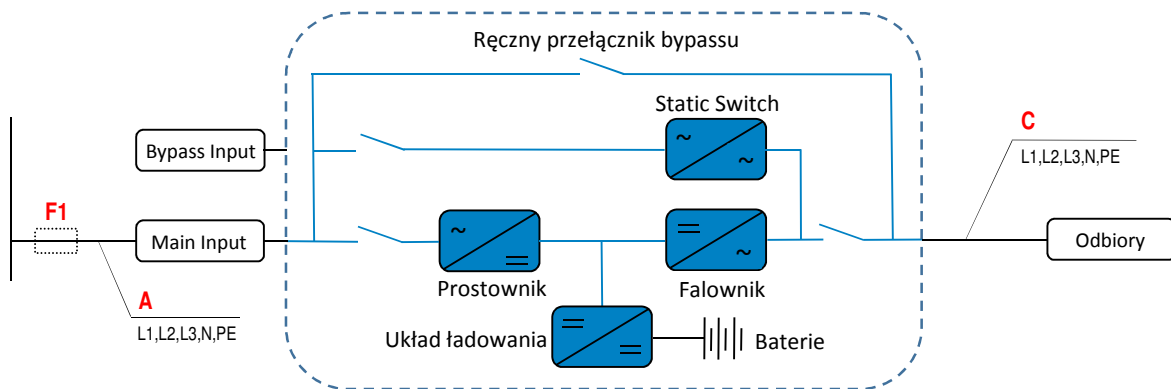 Ręczny przełącznik bypassu
Static Switch
~
~
C
L1,L2,L3,N,PE
Bypass Input
F1
Main Input
~
~
Odbiory
Prostownik
Falownik
A
L1,L2,L3,N,PE
Układ ładowania
Baterie